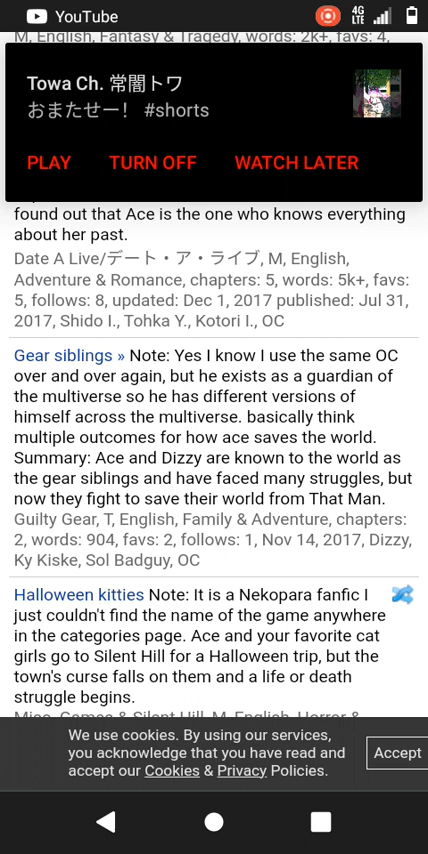 YouTube
4G
LTE
M, English, Fantasy & Tragedy, words: 2k+, favs: 4,
Towa Ch. 常闇トワ
おまたせー！ #shorts
PLAY TURN OFF WATCH LATER
found out that Ace is the one who knows everything
about her past.
Date A Live/デート・ア・ライブ, M, English,
Adventure & Romance, chapters: 5, words: 5k+, favs:
5, follows: 8, updated: Dec 1, 2017 published: Jul 31,
2017, Shido I., Tohka Y., Kotori I., OC
Gear siblings » Note: Yes I know I use the same OC
over and over again, but he exists as a guardian of
the multiverse so he has different versions of
himself across the multiverse. basically think
multiple outcomes for how ace saves the world.
Summary: Ace and Dizzy are known to the world as
the gear siblings and have faced many struggles, but
now they fight to save their world from That Man.
Guilty Gear, T, English, Family & Adventure, chapters:
2, words: 904, favs: 2, follows: 1, Nov 14, 2017, Dizzy,
Ky Kiske, Sol Badguy, OC
Halloween kitties Note: It is a Nekopara fanfic I
just couldn't find the name of the game anywhere
in the categories page. Ace and your favorite cat
girls go to Silent Hill for a Halloween trip, but the
town's curse falls on them and a life or death
struggle begins.
Misc. Games & Silent Hill, M, English, Horror &
We use cookies. By using our services,
you acknowledge that you have read and
accept our Cookies & Privacy Policies.
Accept